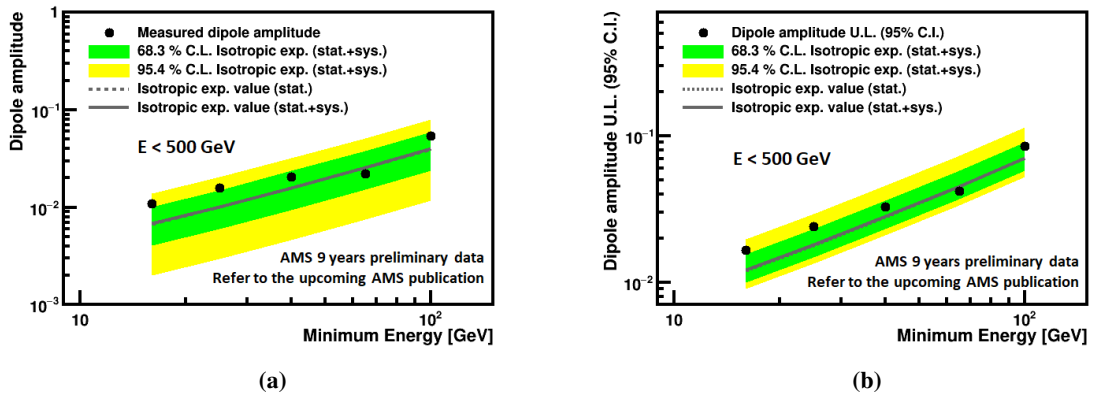 1
10⁻¹
10⁻²
10⁻³
Dipole amplitude
Measured dipole amplitude
68.3 % C.L. Isotropic exp. (stat.+sys.)
95.4 % C.L. Isotropic exp. (stat.+sys.)
Isotropic exp. value (stat.)
Isotropic exp. value (stat.+sys.)
E < 500 GeV
AMS 9 years preliminary data
Refer to the upcoming AMS publication
10
10²
Minimum Energy [GeV]
(a)
Dipole amplitude U.L. (95% C.I.)
10⁻¹
10⁻²
Dipole amplitude U.L. (95% C.I.)
68.3 % C.L. Isotropic exp. (stat.+sys.)
95.4 % C.L. Isotropic exp. (stat.+sys.)
Isotropic exp. value (stat.)
Isotropic exp. value (stat.+sys.)
E < 500 GeV
AMS 9 years preliminary data
Refer to the upcoming AMS publication
10
10²
Minimum Energy [GeV]
(b)